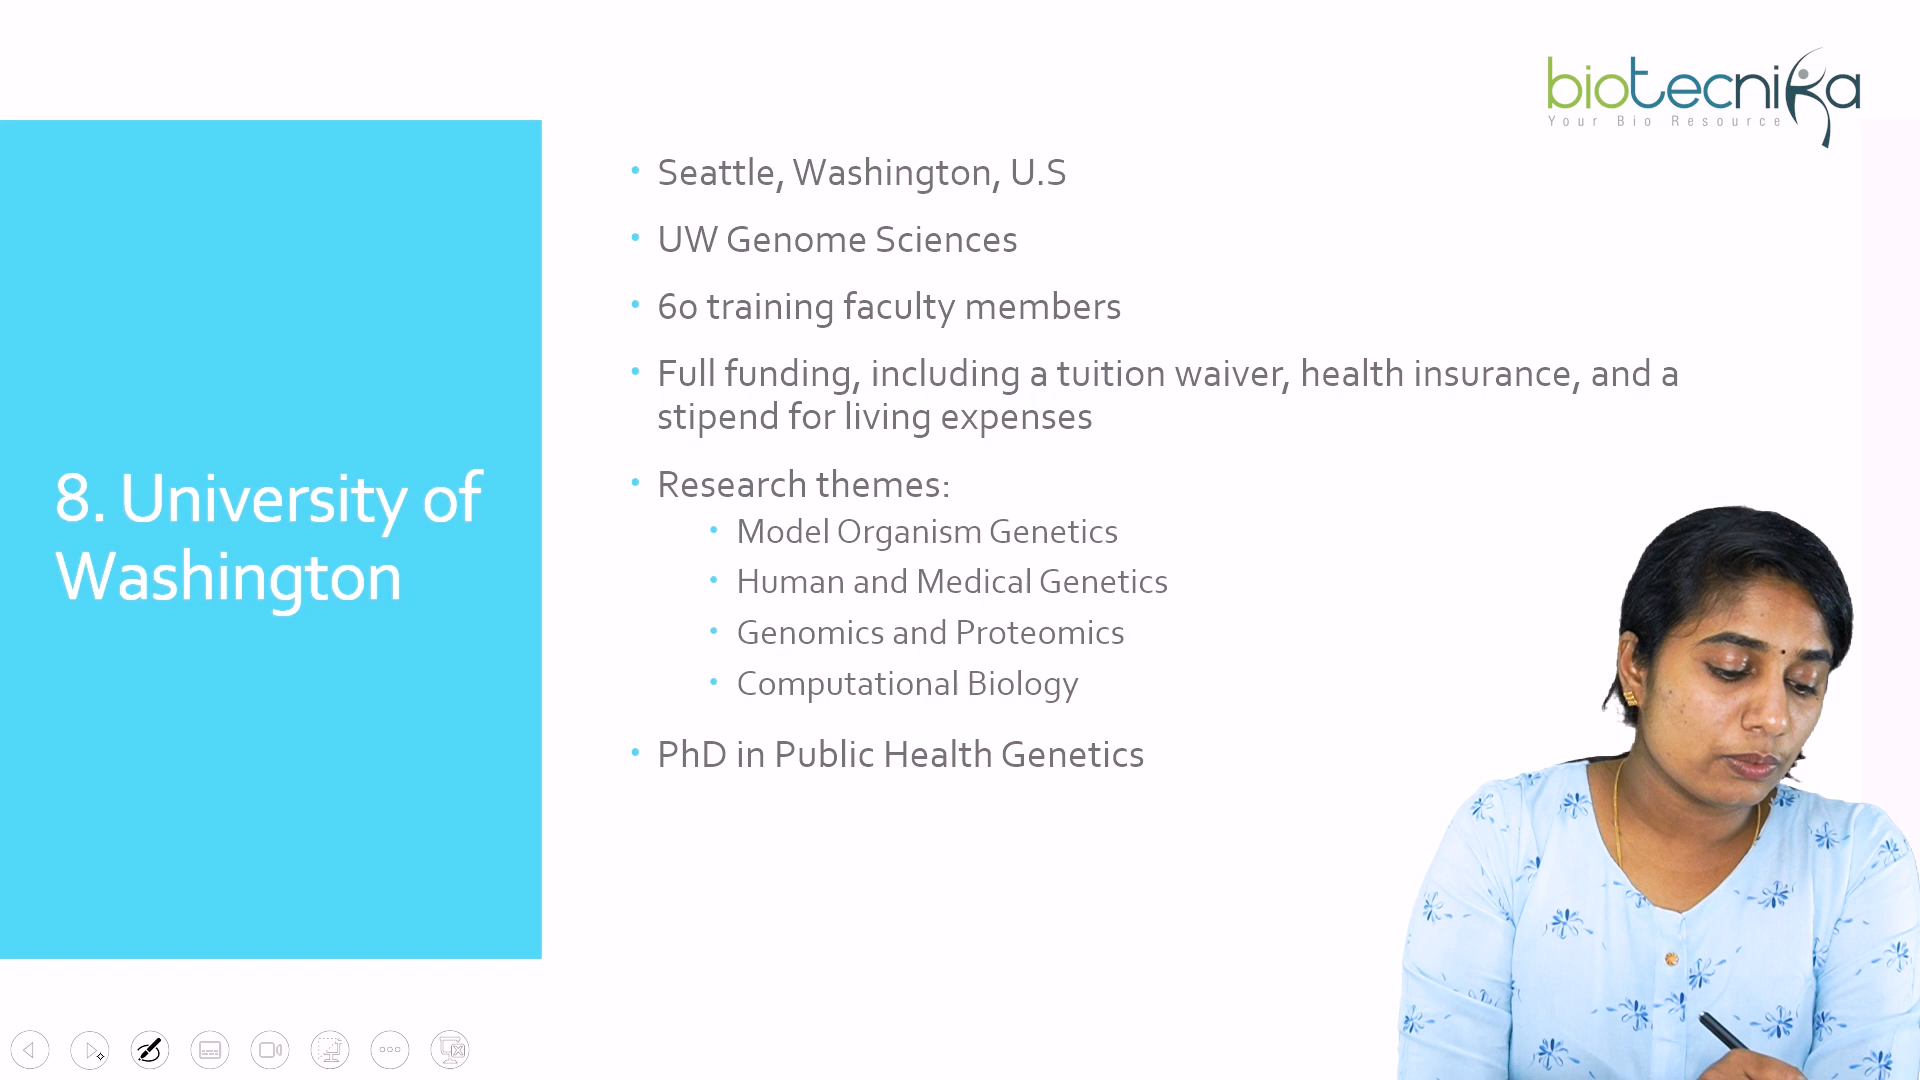 biotecnika
Your Bio Resource
8. University of
Washington
• Seattle, Washington, U.S
• UW Genome Sciences
• 60 training faculty members
• Full funding, including a tuition waiver, health insurance, and a
stipend for living expenses
• Research themes:
• Model Organism Genetics
• Human and Medical Genetics
• Genomics and Proteomics
• Computational Biology
• PhD in Public Health Genetics